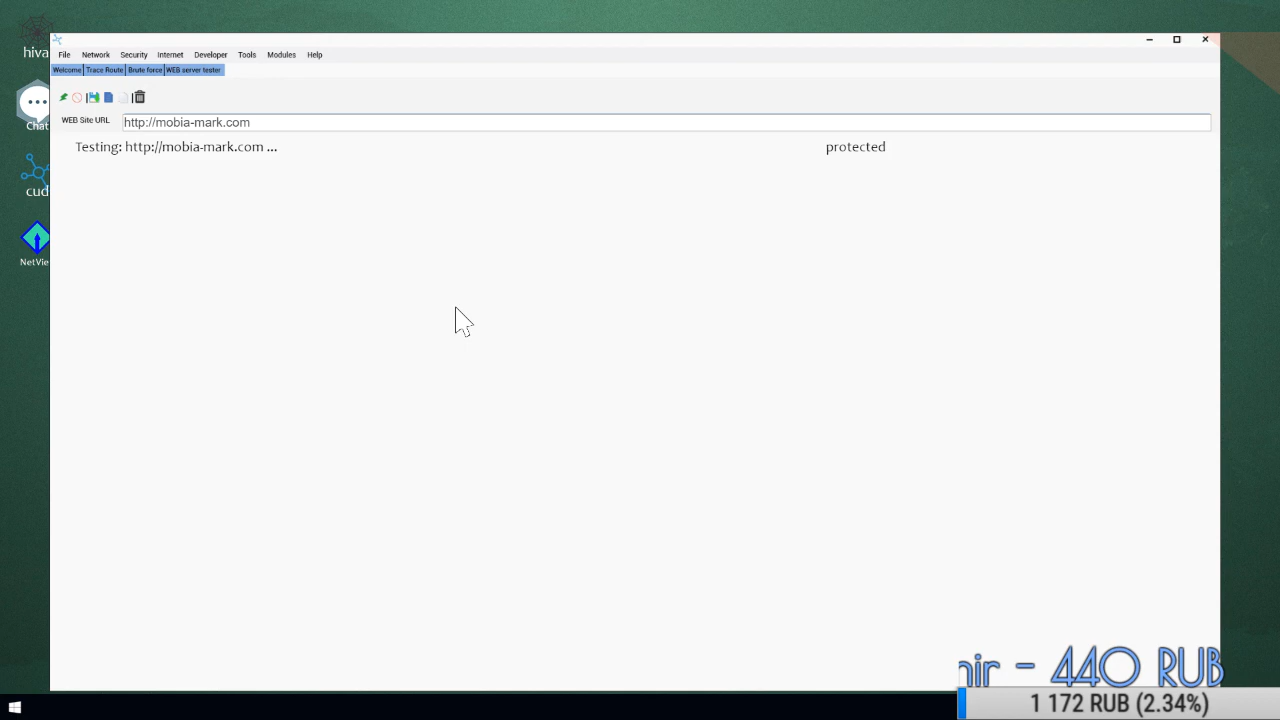 hiva
File Network Security Internet Developer Tools Modules Help
Welcome Trace Route Brute force WEB server tester
Chat
WEB Site URL http://mobia-mark.com
Testing: http://mobia-mark.com ... protected
cud
NetVie
nir - 440 RUB
1 172 RUB (2.34%)